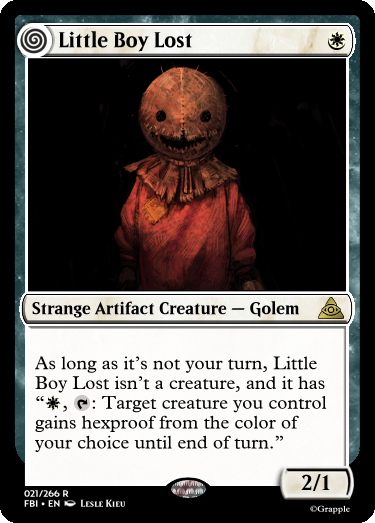 Little Boy Lost
Strange Artifact Creature — Golem
As long as it's not your turn, Little
Boy Lost isn't a creature, and it has
“, : Target creature you control
gains hexproof from the color of
your choice until end of turn.”
2/1
021/266 R
FBI • EN Lesle Kieu
©Grapple